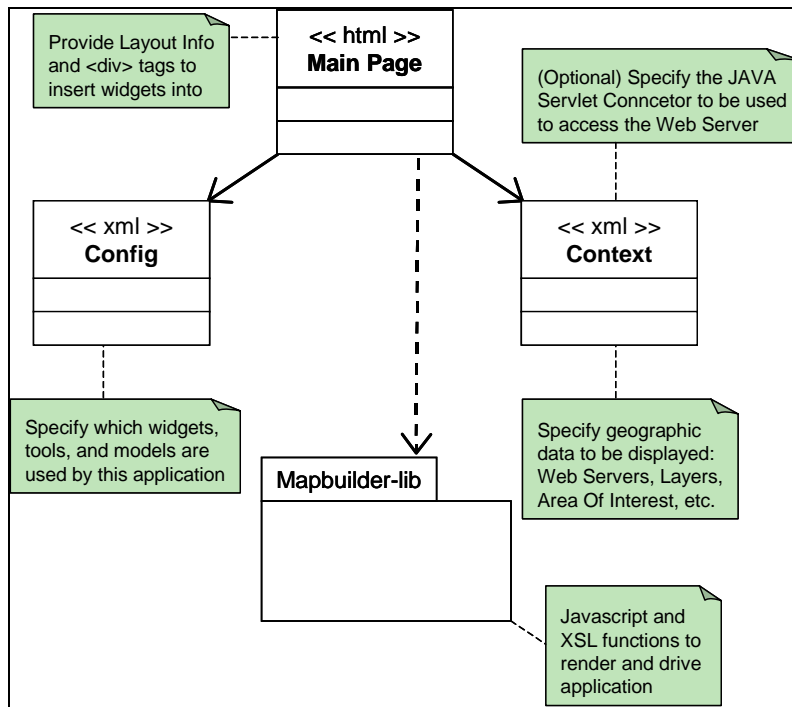 Provide Layout Info
and <div> tags to
insert widgets into
<< html >>
Main Page
(Optional) Specify the JAVA
Servlet Conncetor to be used
to access the Web Server
<< xml >>
Config
<< xml >>
Context
Specify which widgets,
tools, and models are
used by this application
Mapbuilder-lib
Specify geographic
data to be displayed:
Web Servers, Layers,
Area Of Interest, etc.
Javascript and
XSL functions to
render and drive
application